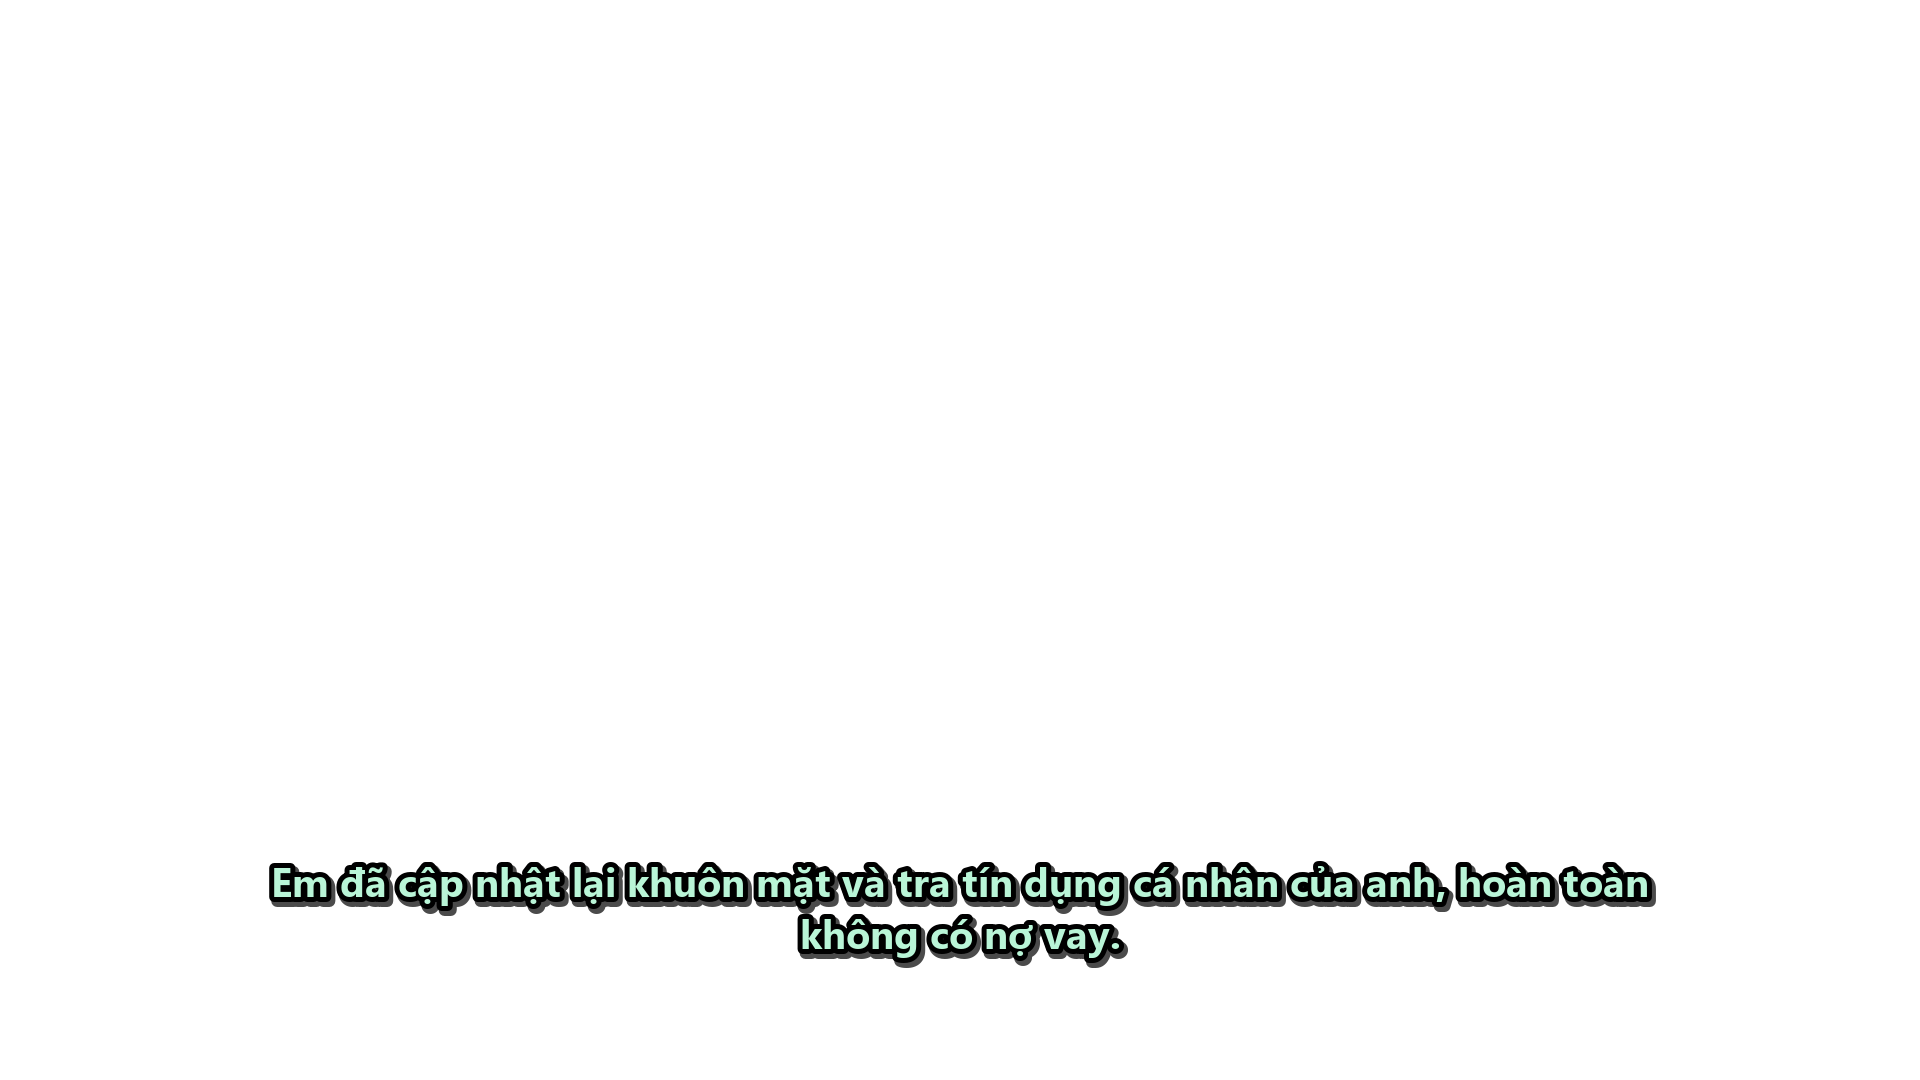 Em đã cập nhật lại khuôn mặt và tra tín dụng cá nhân của anh, hoàn toàn
không có nợ vay.